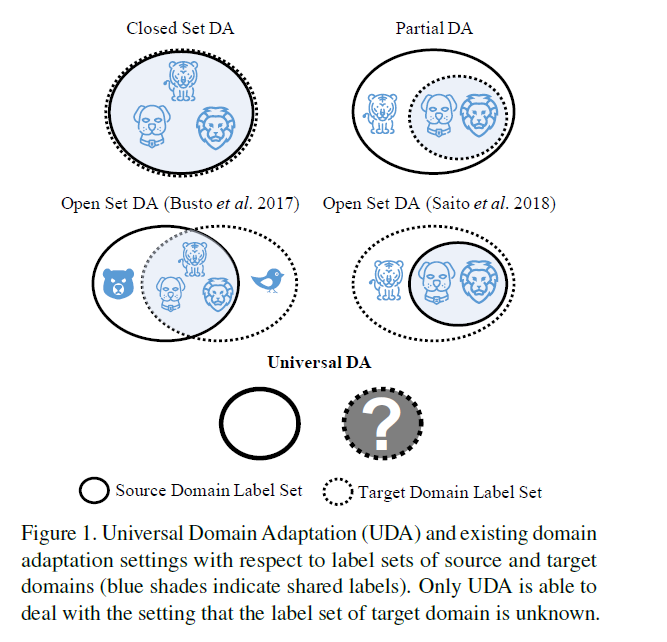 Closed Set DA
Partial DA
Open Set DA (Busto et al. 2017)
Open Set DA (Saito et al. 2018)
Universal DA
?
Source Domain Label Set
Target Domain Label Set
Figure 1. Universal Domain Adaptation (UDA) and existing domain
adaptation settings with respect to label sets of source and target
domains (blue shades indicate shared labels). Only UDA is able to
deal with the setting that the label set of target domain is unknown.